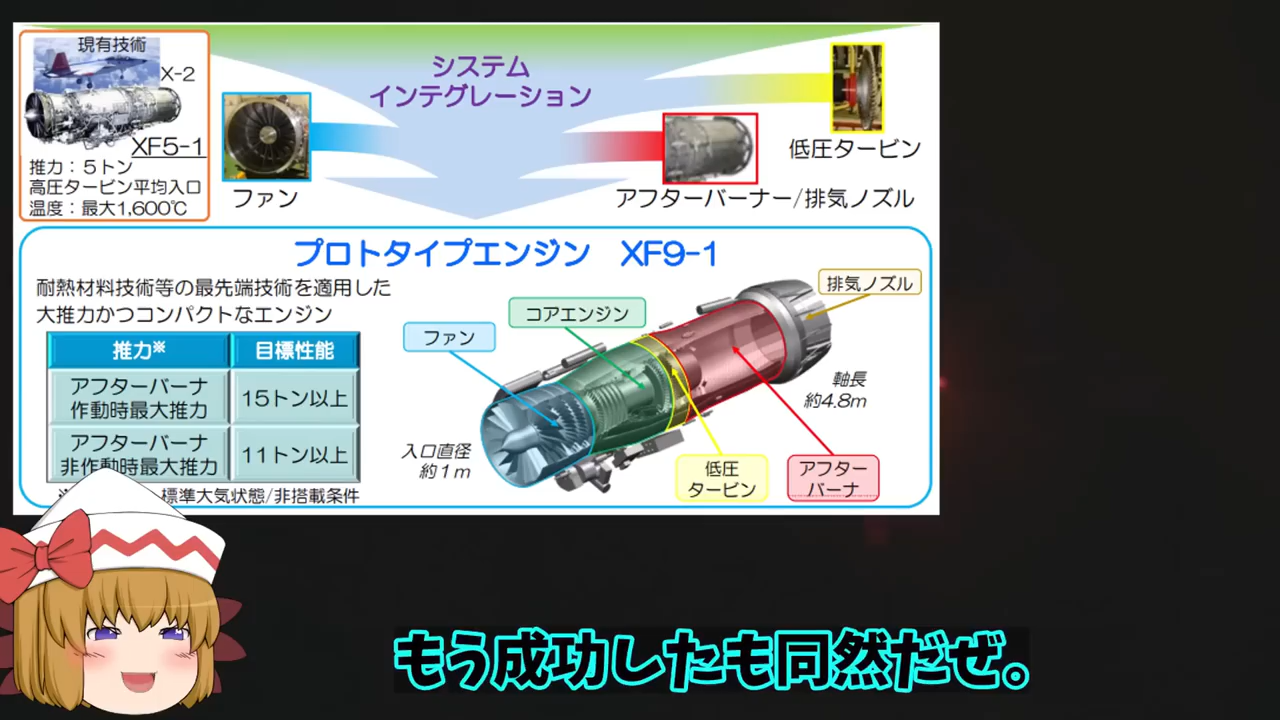 現有技術
X-2
XF5-1
推力：５トン
高圧タービン平均入口
温度：最大1,600℃
システム
インテグレーション
ファン
アフターバーナー/排気ノズル
低圧タービン
プロトタイプエンジン　XF9-1
耐熱材料技術等の最先端技術を適用した
大推力かつコンパクトなエンジン
推力※
目標性能
アフターバーナ
作動時最大推力
15トン以上
アフターバーナ
非作動時最大推力
11トン以上
標準大気状態/非搭載条件
ファン
コアエンジン
排気ノズル
軸長
約4.8m
入口直径
約１m
低圧
タービン
アフター
バーナ
もう成功したも同然だぜ。